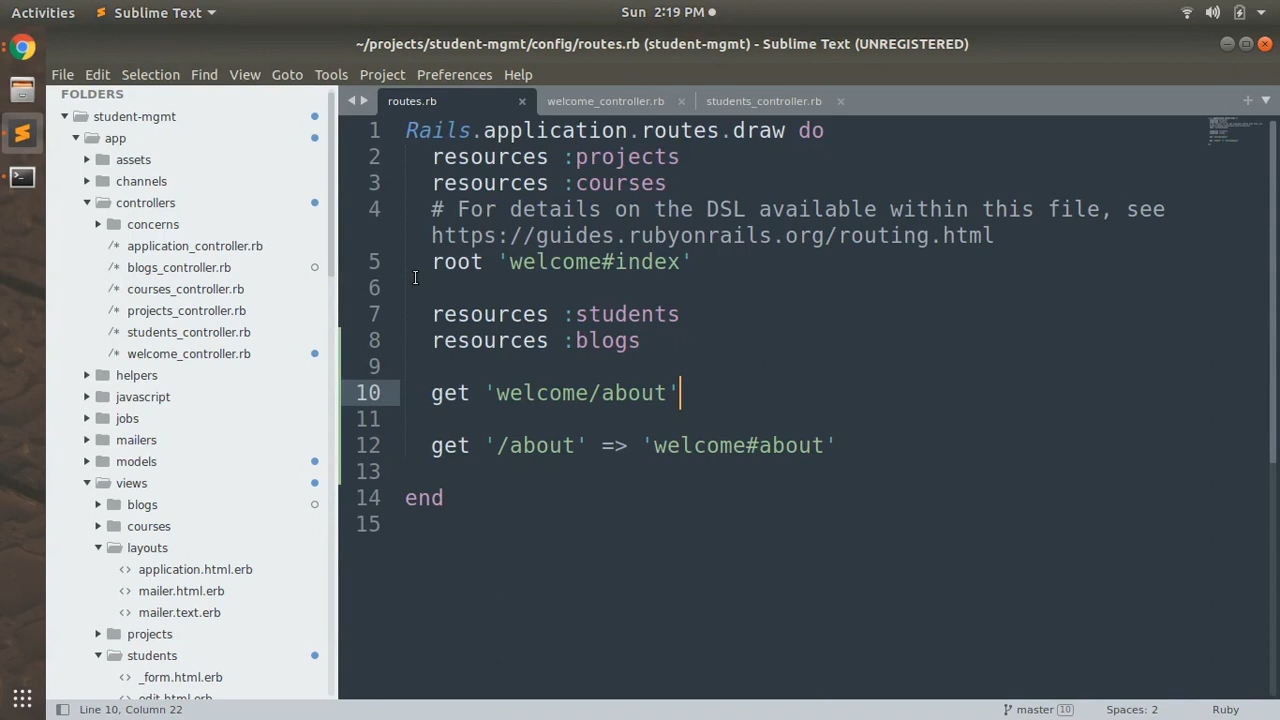 Activities
Sublime Text
Sun 2:19 PM
~/projects/student-mgmt/config/routes.rb (student-mgmt) - Sublime Text (UNREGISTERED)
File Edit Selection Find View Goto Tools Project Preferences Help
FOLDERS
student-mgmt
app
assets
channels
controllers
concerns
/* application_controller.rb
/* blogs_controller.rb
/* courses_controller.rb
/* projects_controller.rb
/* students_controller.rb
/* welcome_controller.rb
helpers
javascript
jobs
mailers
models
views
blogs
courses
layouts
<> application.html.erb
<> mailer.html.erb
<> mailer.text.erb
projects
students
<> _form.html.erb
<> edit.html.erb
routes.rb
welcome_controller.rb
students_controller.rb
1 Rails.application.routes.draw do
2 resources :projects
3 resources :courses
4 # For details on the DSL available within this file, see
https://guides.rubyonrails.org/routing.html
5 root 'welcome#index'
6
7 resources :students
8 resources :blogs
9
10 get 'welcome/about'
11
12 get '/about' => 'welcome#about'
13
14 end
15
Line 10, Column 22
master 10
Spaces: 2
Ruby